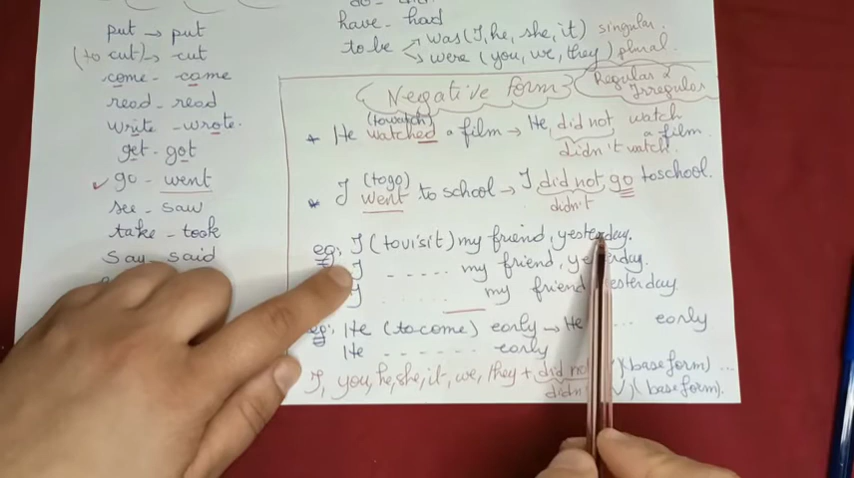 put → put
(to cut) → cut
come - came
read - read
write - wrote.
get - got
go - went
see - saw
take - took
say said
have - had
to be was (I, he, she, it) singular.
were (you, we, they) plural.
Negative form
Regular & Irregular
* He watched (to watch) a film → He, did not watch a film.
didn't watch.
* I went (to go) to school → I did not go to school.
didn't
eg: I (to visit) my friend, yesterday.
I ..... my friend, yesterday.
I ..... my friend yesterday.
eg: He (to come) early → He ... early
He ...... early
I, you, he, she, it, we, they + did not (base form) ...
(base form).